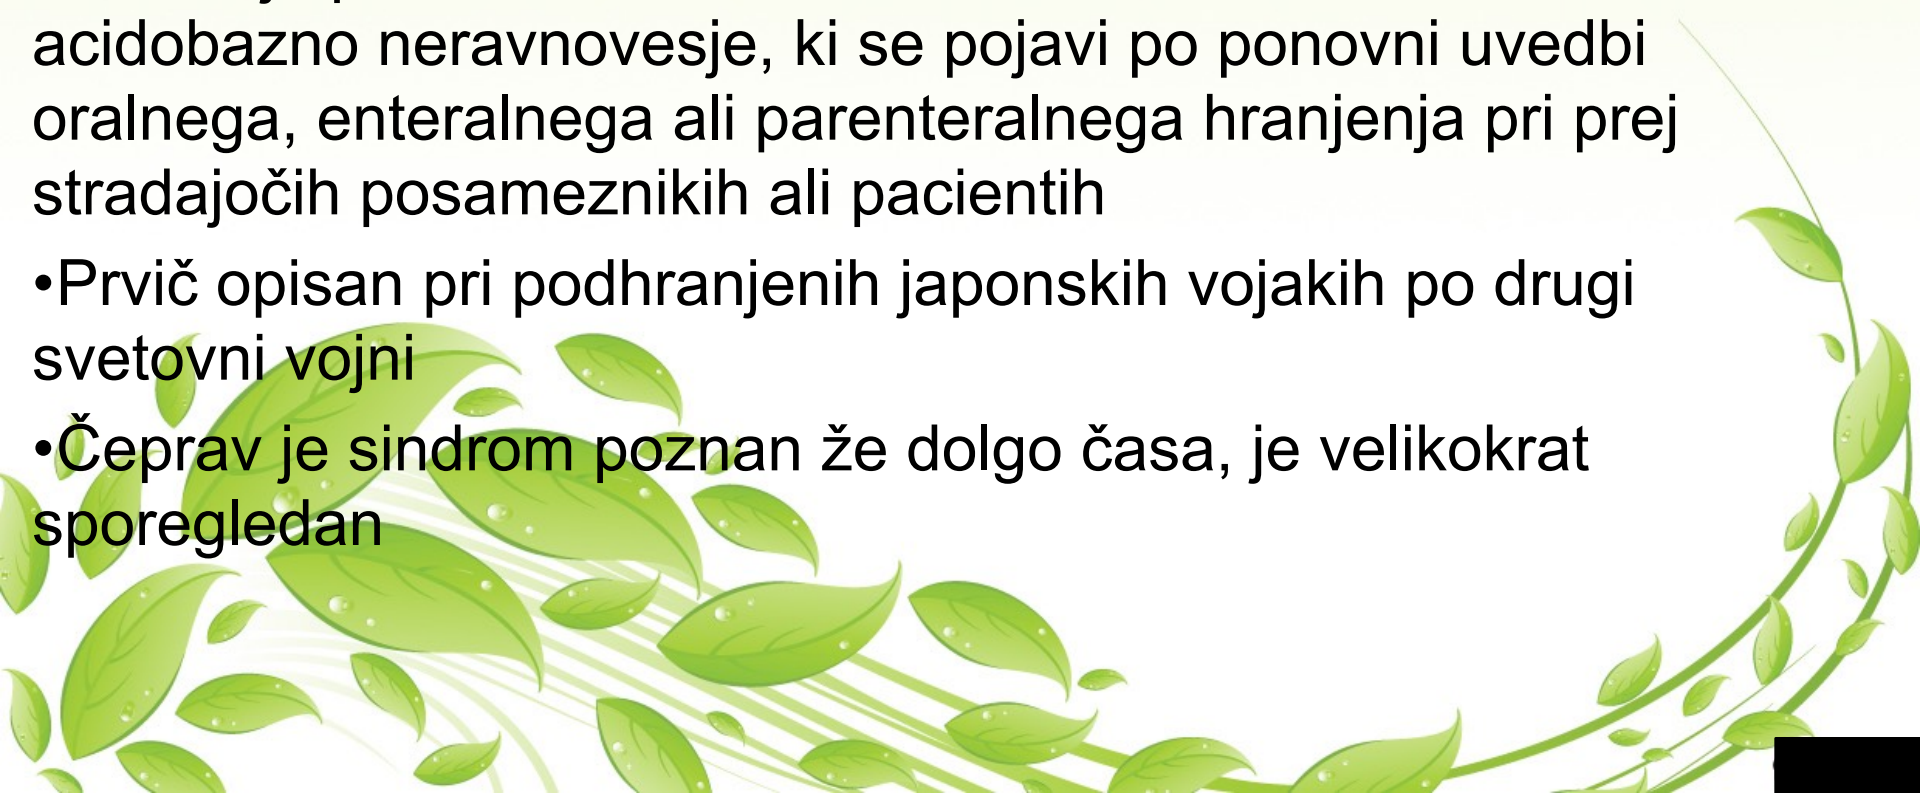 acidobazno neravnovesje, ki se pojavi po ponovni uvedbi
oralnega, enteralnega ali parenteralnega hranjenja pri prej
stradajočih posameznikih ali pacientih
•Prvič opisan pri podhranjenih japonskih vojakih po drugi
svetovni vojni
•Čeprav je sindrom poznan že dolgo časa, je velikokrat
sporegledan